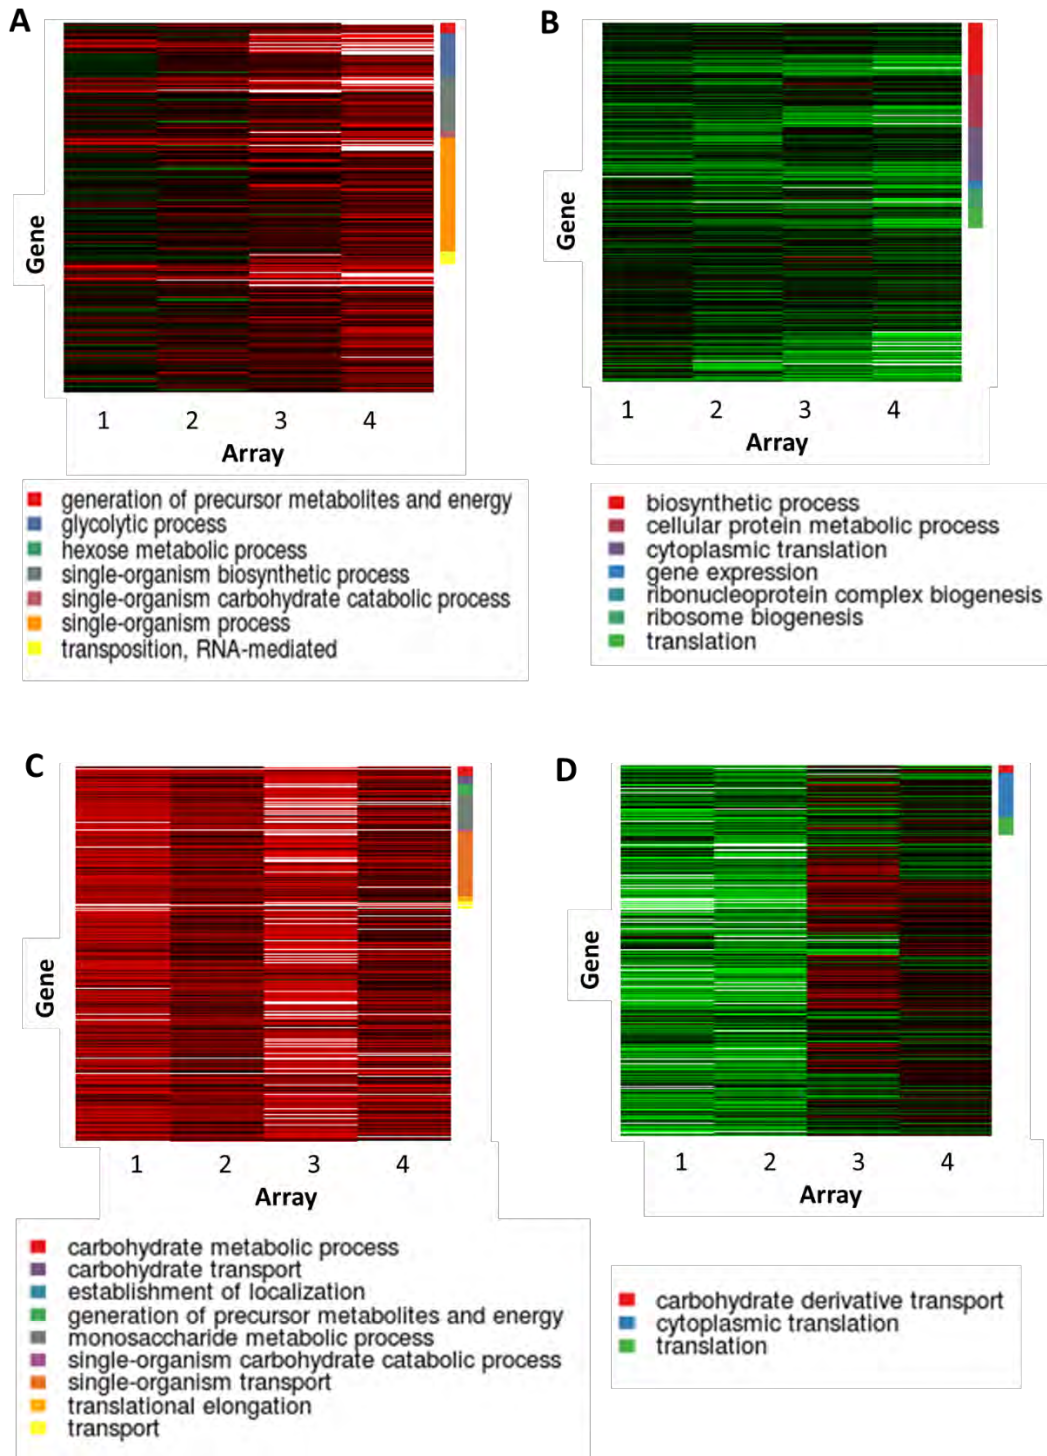 A
Gene
1 2 3 4
Array
generation of precursor metabolites and energy
glycolytic process
hexose metabolic process
single-organism biosynthetic process
single-organism carbohydrate catabolic process
single-organism process
transposition, RNA-mediated
B
Gene
1 2 3 4
Array
biosynthetic process
cellular protein metabolic process
cytoplasmic translation
gene expression
ribonucleoprotein complex biogenesis
ribosome biogenesis
translation
C
Gene
1 2 3 4
Array
carbohydrate metabolic process
carbohydrate transport
establishment of localization
generation of precursor metabolites and energy
monosaccharide metabolic process
single-organism carbohydrate catabolic process
single-organism transport
translational elongation
transport
D
Gene
1 2 3 4
Array
carbohydrate derivative transport
cytoplasmic translation
translation